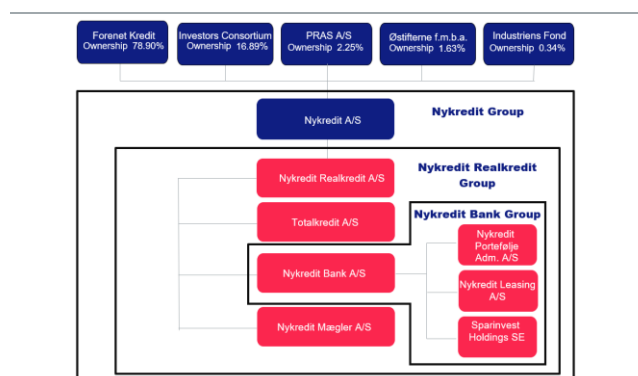 Forenet Kredit
Ownership 78.90%
Investors Consortium
Ownership 16.89%
PRAS A/S
Ownership 2.25%
Østifterne f.m.b.a.
Ownership 1.63%
Industriens Fond
Ownership 0.34%
Nykredit Group
Nykredit A/S
Nykredit Realkredit
Group
Nykredit Realkredit A/S
Totalkredit A/S
Nykredit Bank Group
Nykredit
Portefølje
Adm. A/S
Nykredit Bank A/S
Nykredit Leasing
A/S
Nykredit Mægler A/S
Sparinvest
Holdings SE